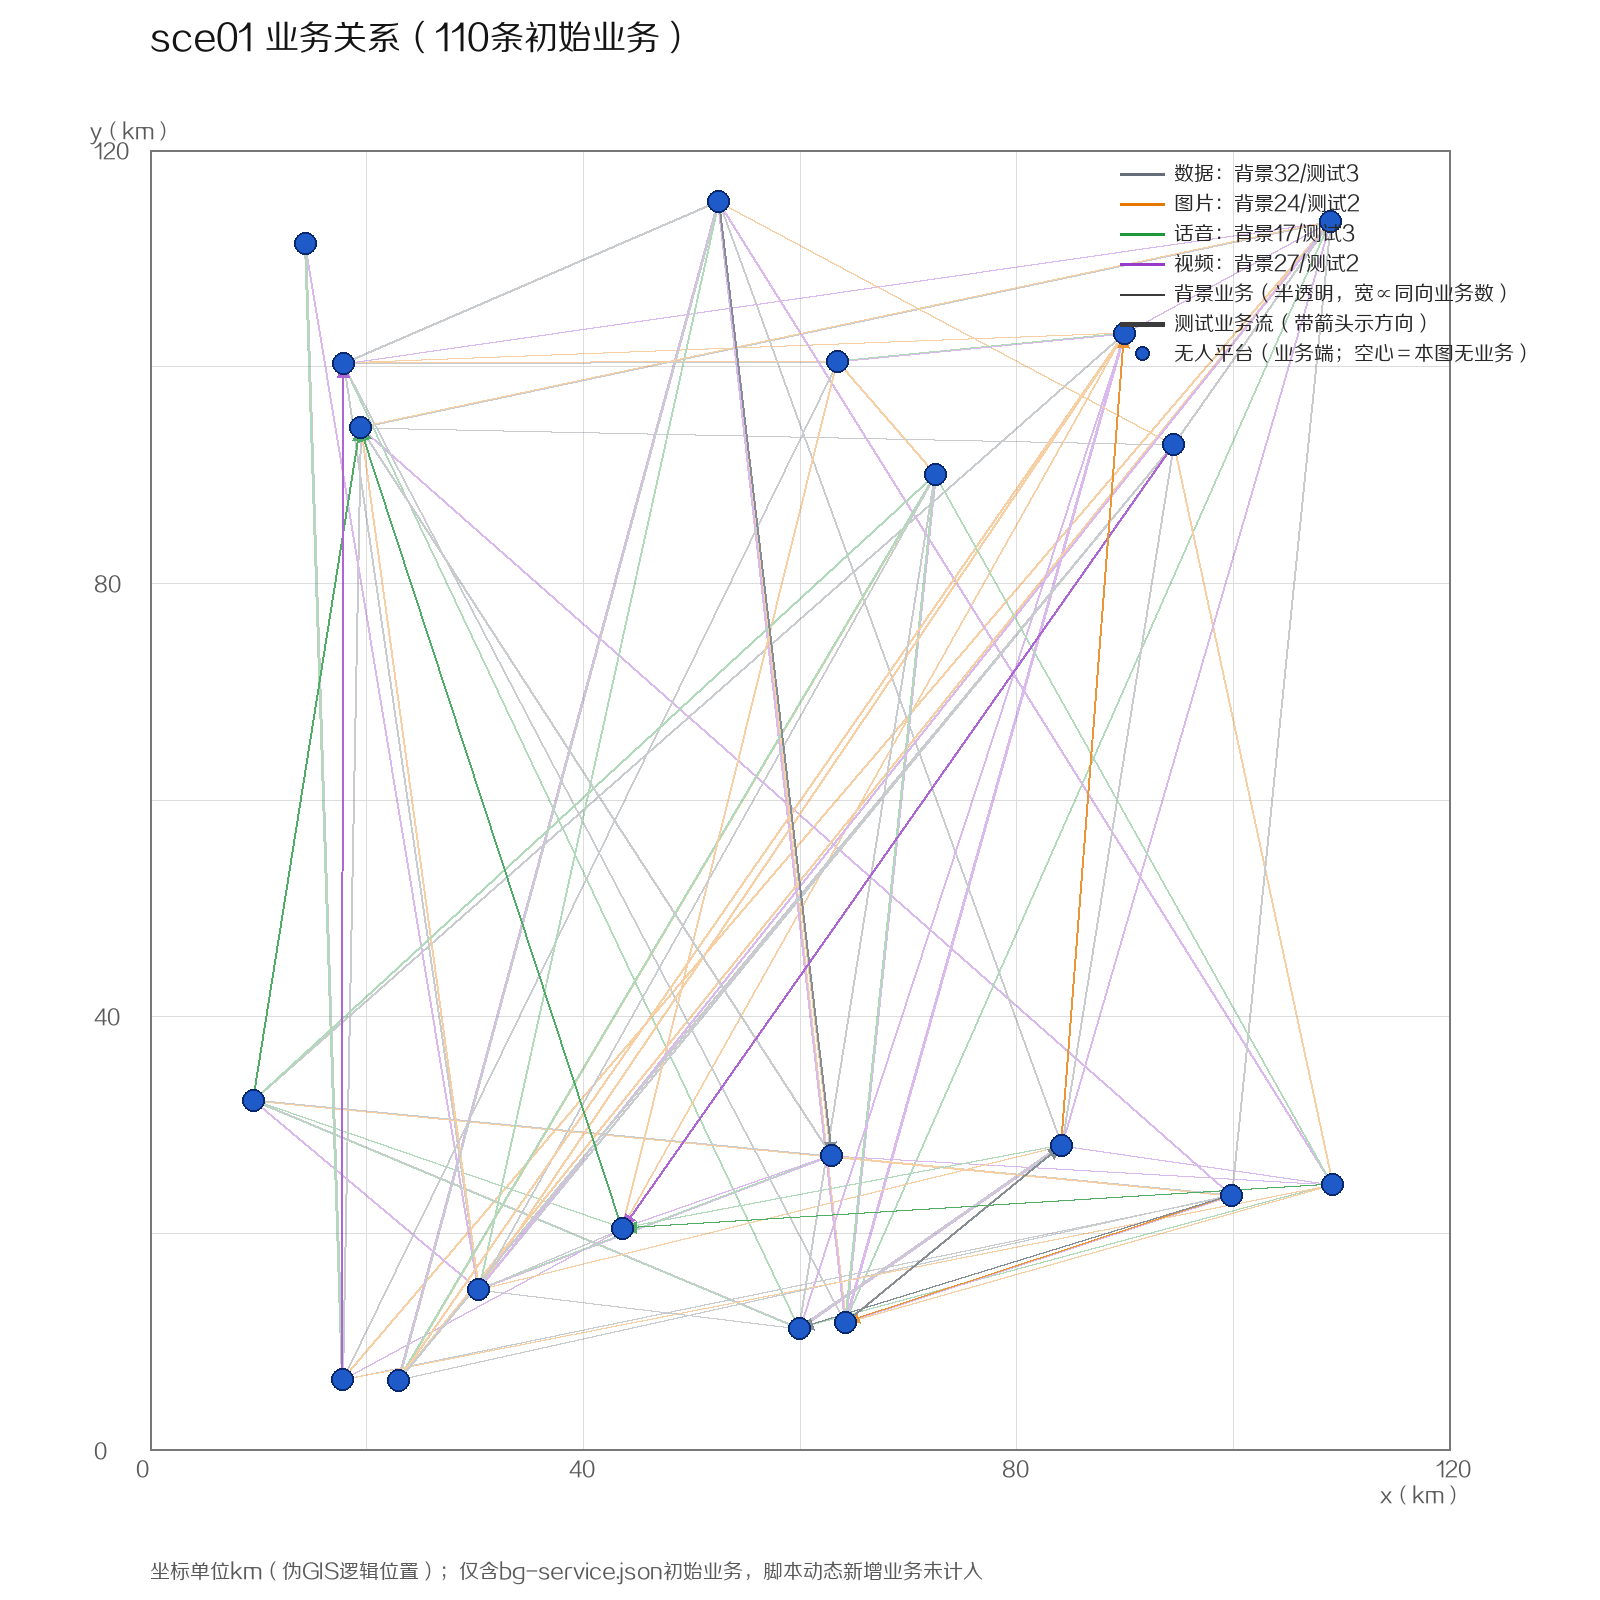 sce01 业务关系（110条初始业务）
y（km）
120
80
40
0
0
40
80
120
x（km）
数据：背景32/测试3
图片：背景24/测试2
话音：背景17/测试3
视频：背景27/测试2
背景业务（半透明，宽∝同向业务数）
测试业务流（带箭头示方向）
无人平台（业务端；空心＝本图无业务）
坐标单位km（伪GIS逻辑位置）；仅含bg-service.json初始业务，脚本动态新增业务未计入